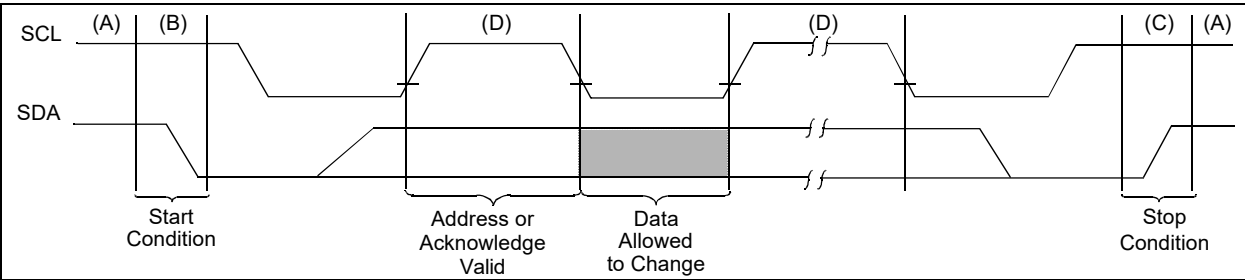 (A) (B) (D) (D) (C) (A)
SCL
SDA
Start
Condition
Address or
Acknowledge
Valid
Data
Allowed
to Change
Stop
Condition